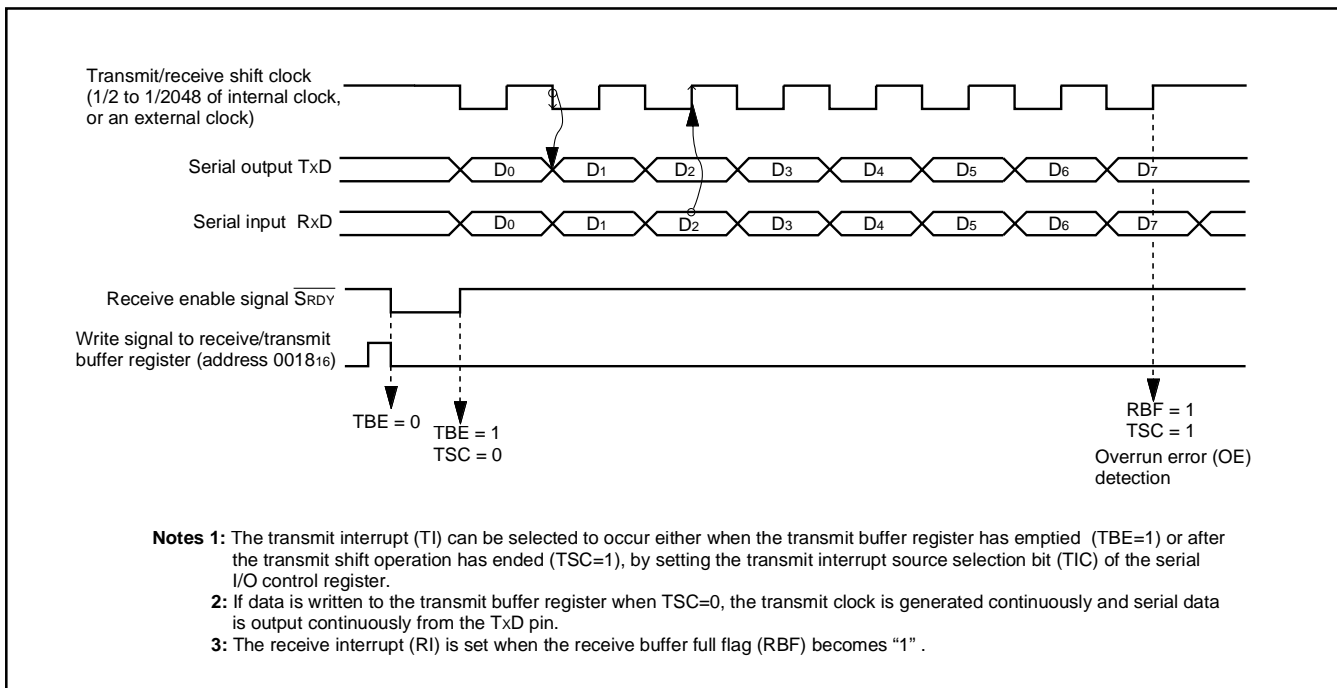 Transmit/receive shift clock
(1/2 to 1/2048 of internal clock,
or an external clock)
Serial output TxD
D0 D1 D2 D3 D4 D5 D6 D7
Serial input RxD
D0 D1 D2 D3 D4 D5 D6 D7
Receive enable signal SRDY
Write signal to receive/transmit
buffer register (address 001816)
TBE = 0
TBE = 1
TSC = 0
RBF = 1
TSC = 1
Overrun error (OE)
detection
Notes 1: The transmit interrupt (TI) can be selected to occur either when the transmit buffer register has emptied (TBE=1) or after
the transmit shift operation has ended (TSC=1), by setting the transmit interrupt source selection bit (TIC) of the serial
I/O control register.
2: If data is written to the transmit buffer register when TSC=0, the transmit clock is generated continuously and serial data
is output continuously from the TxD pin.
3: The receive interrupt (RI) is set when the receive buffer full flag (RBF) becomes “1” .